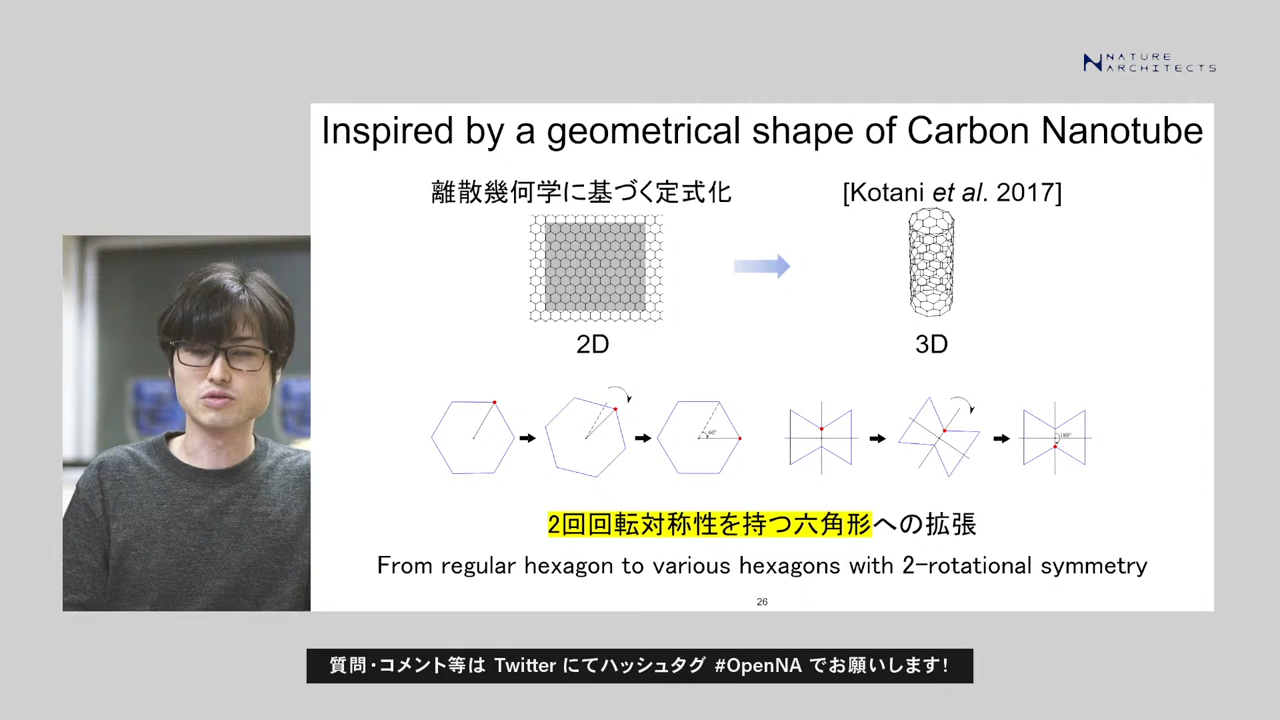 NATURE
ARCHITECTS
Inspired by a geometrical shape of Carbon Nanotube
離散幾何学に基づく定式化
[Kotani et al. 2017]
2D
3D
60°
180°
2回回転対称性を持つ六角形への拡張
From regular hexagon to various hexagons with 2-rotational symmetry
26
質問・コメント等は Twitter にてハッシュタグ #OpenNA でお願いします!